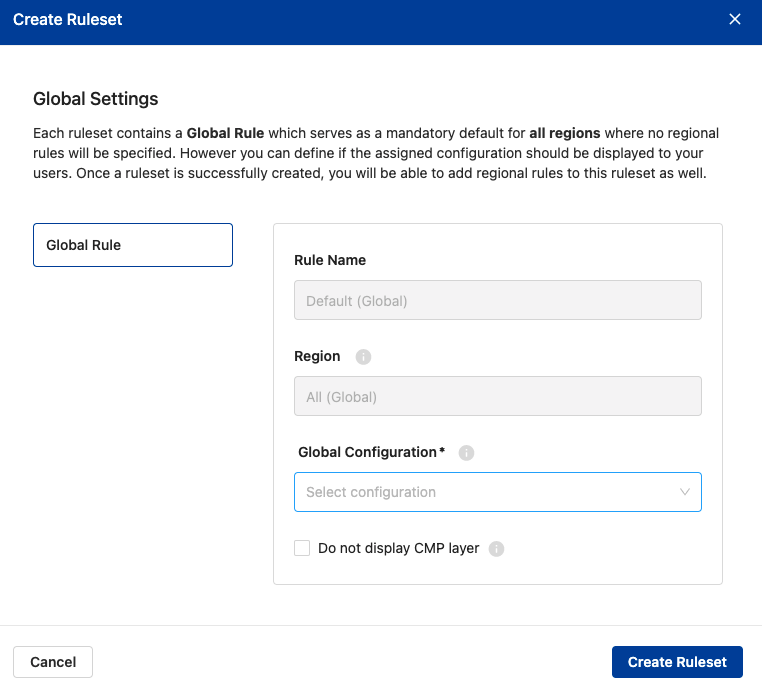 Create Ruleset
Global Settings
Each ruleset contains a Global Rule which serves as a mandatory default for all regions where no regional
rules will be specified. However you can define if the assigned configuration should be displayed to your
users. Once a ruleset is successfully created, you will be able to add regional rules to this ruleset as well.
Global Rule
Rule Name
Default (Global)
Region
All (Global)
Global Configuration*
Select configuration
Do not display CMP layer
Cancel
Create Ruleset